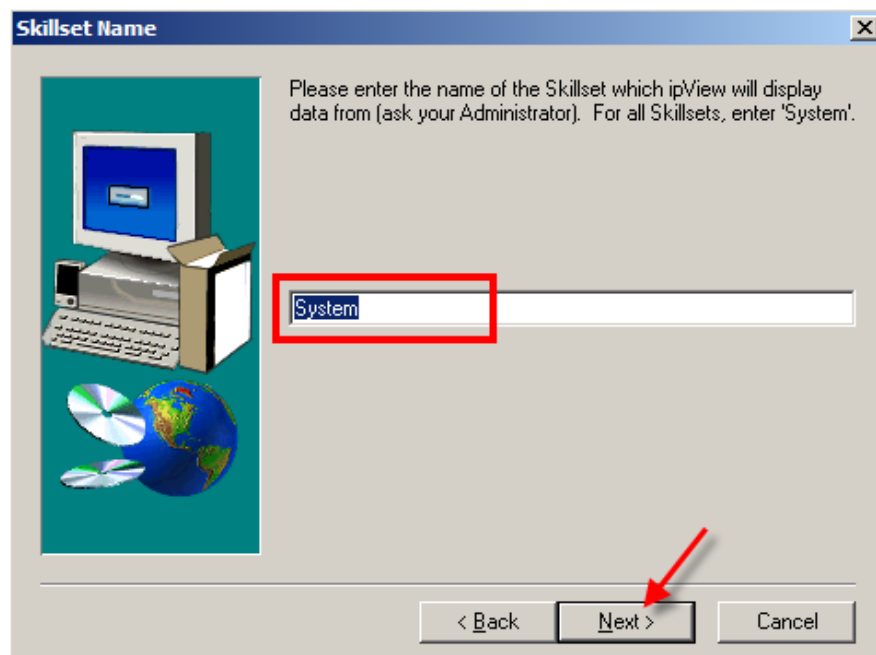 Skillset Name
Please enter the name of the Skillset which ipView will display
data from (ask your Administrator). For all Skillsets, enter 'System'.
System
< Back
Next >
Cancel